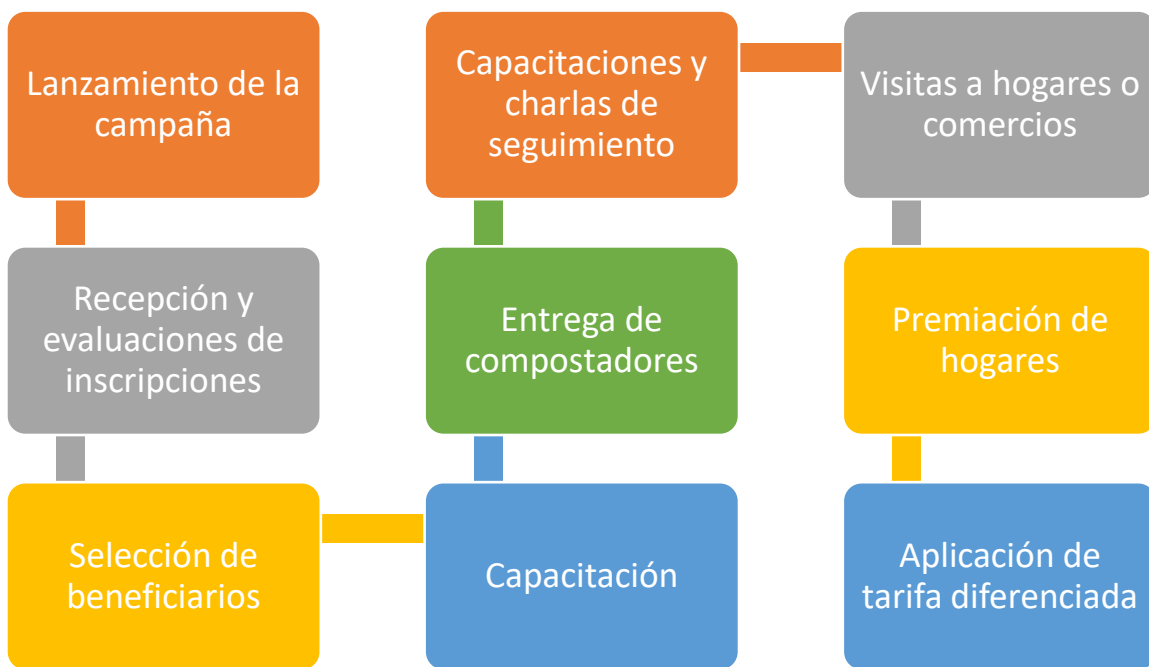 Lanzamiento de la
campaña
Recepción y
evaluaciones de
inscripciones
Selección de
beneficiarios
Capacitación
Entrega de
compostadores
Capacitaciones y
charlas de
seguimiento
Visitas a hogares o
comercios
Premiación de
hogares
Aplicación de
tarifa diferenciada